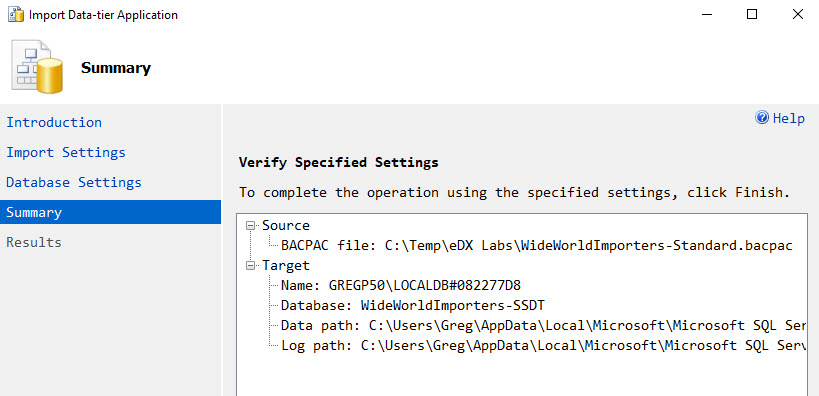 Import Data-tier Application
Summary
Introduction
Import Settings
Database Settings
Summary
Results
Help
Verify Specified Settings
To complete the operation using the specified settings, click Finish.
Source
BACPAC file: C:\Temp\eDX Labs\WideWorldImporters-Standard.bacpac
Target
Name: GREGP50\LOCALDB#082277D8
Database: WideWorldImporters-SSDT
Data path: C:\Users\Greg\AppData\Local\Microsoft\Microsoft SQL Ser
Log path: C:\Users\Greg\AppData\Local\Microsoft\Microsoft SQL Serv